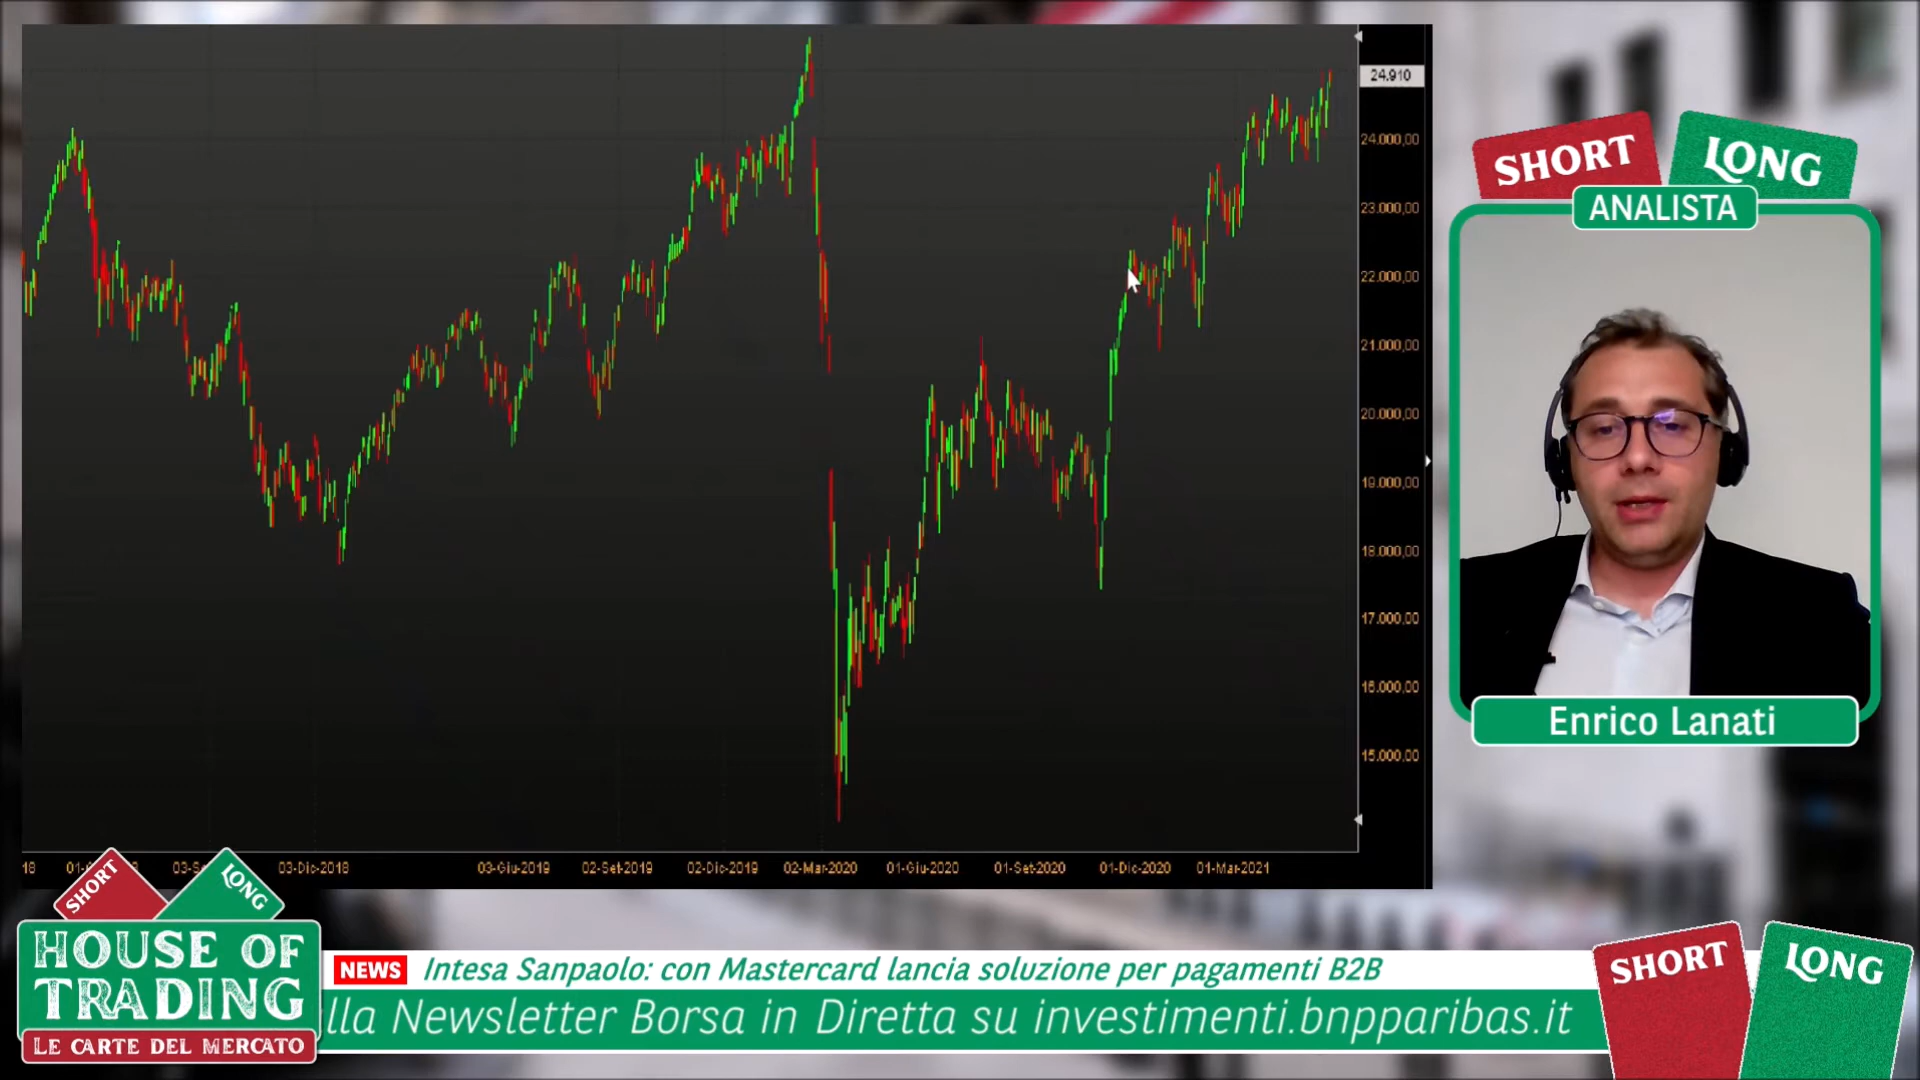 24.910
24.000,00
23.000,00
22.000,00
21.000,00
20.000,00
19.000,00
18.000,00
17.000,00
16.000,00
15.000,00
18
03-Dic-2018
03-Giu-2019
02-Set-2019
02-Dic-2019
02-Mar-2020
01-Giu-2020
01-Set-2020
01-Dic-2020
01-Mar-2021
SHORT
LONG
ANALISTA
Enrico Lanati
SHORT
LONG
HOUSE OF
TRADING
LE CARTE DEL MERCATO
NEWS Intesa Sanpaolo: con Mastercard lancia soluzione per pagamenti B2B
lla Newsletter Borsa in Diretta su investimenti.bnpparibas.it
SHORT
LONG